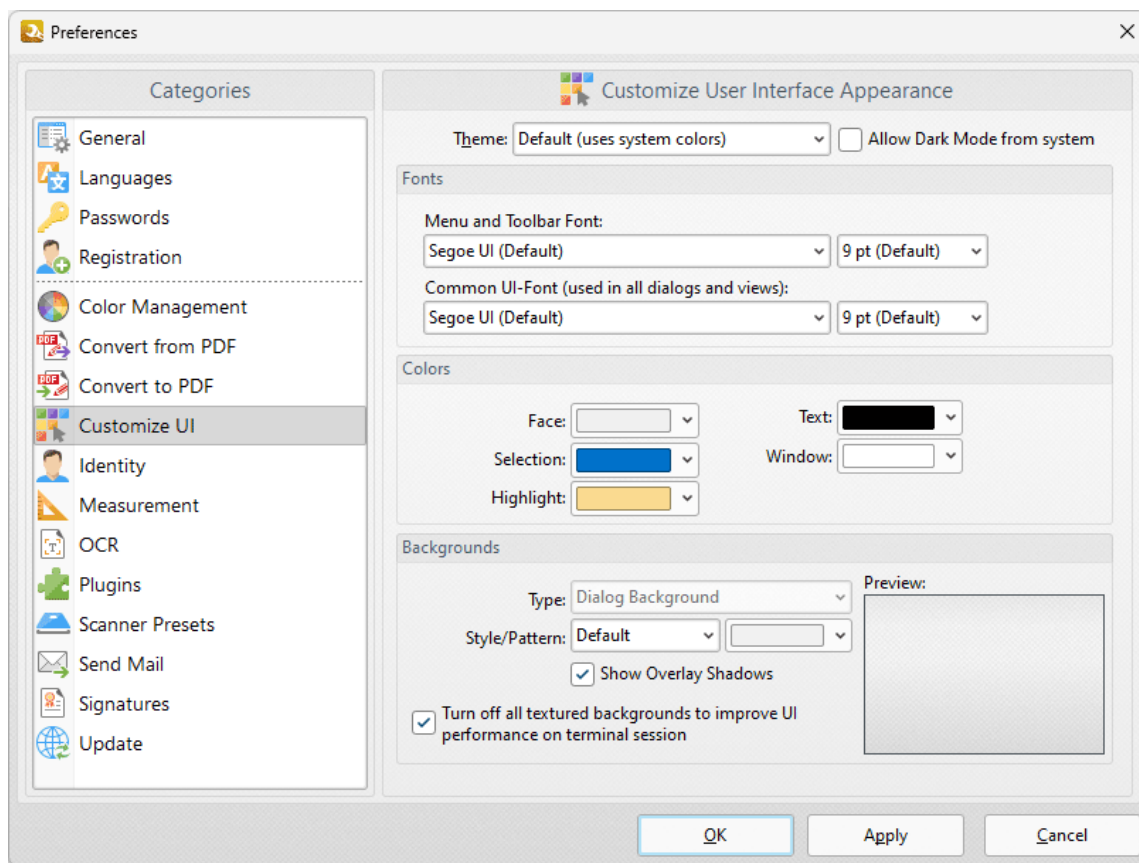 Preferences
Categories
General
Languages
Passwords
Registration
Color Management
Convert from PDF
Convert to PDF
Customize UI
Identity
Measurement
OCR
Plugins
Scanner Presets
Send Mail
Signatures
Update
Customize User Interface Appearance
Theme: Default (uses system colors) Allow Dark Mode from system
Fonts
Menu and Toolbar Font:
Segoe UI (Default) 9 pt (Default)
Common UI-Font (used in all dialogs and views):
Segoe UI (Default) 9 pt (Default)
Colors
Face: Text:
Selection: Window:
Highlight:
Backgrounds
Type: Dialog Background Preview:
Style/Pattern: Default
Show Overlay Shadows
Turn off all textured backgrounds to improve UI
performance on terminal session
OK Apply Cancel